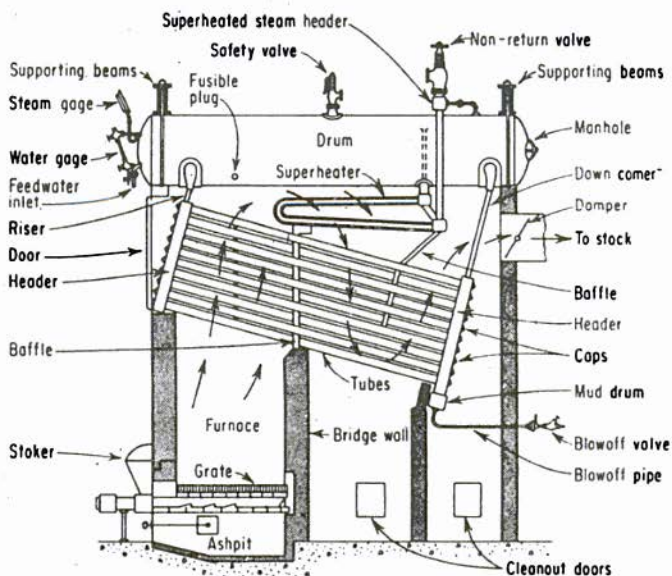 Superheated steam header
Non-return valve
Safety valve
Supporting beams
Fusible
plug
Supporting beams
Steam gage
Drum
Manhole
Water gage
Superheater
Down comer
Feedwater
inlet
Riser
Damper
To stock
Door
Header
Baffle
Header
Baffle
Caps
Tubes
Mud drum
Furnace
Bridge wall
Blowoff valve
Stoker
Grate
Blowoff pipe
Ashpit
Cleanout doors